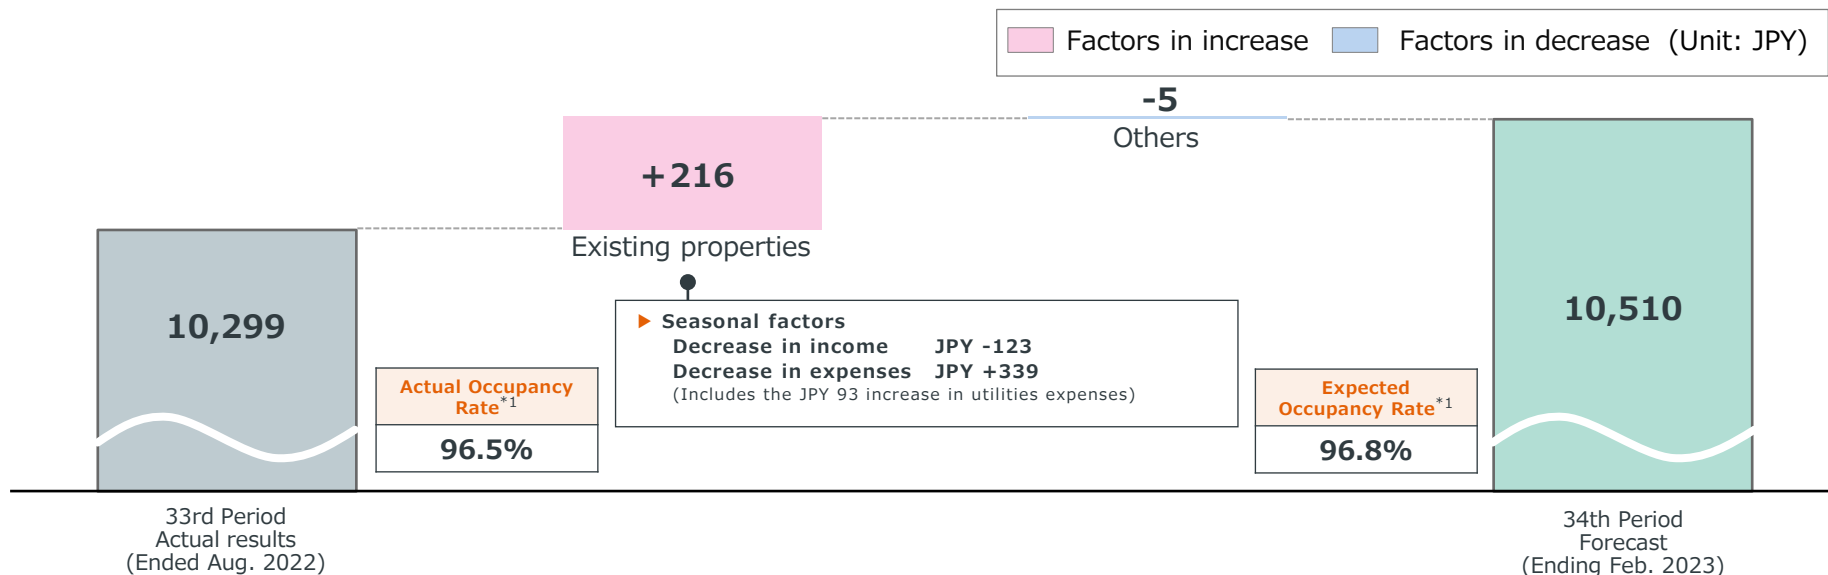 Factors in increase
Factors in decrease (Unit: JPY)
-5
Others
+216
Existing properties
10,299
10,510
▶ Seasonal factors
Decrease in income JPY -123
Decrease in expenses JPY +339
(Includes the JPY 93 increase in utilities expenses)
Actual Occupancy
Rate*1
96.5%
Expected
Occupancy Rate*1
96.8%
33rd Period
Actual results
(Ended Aug. 2022)
34th Period
Forecast
(Ending Feb. 2023)